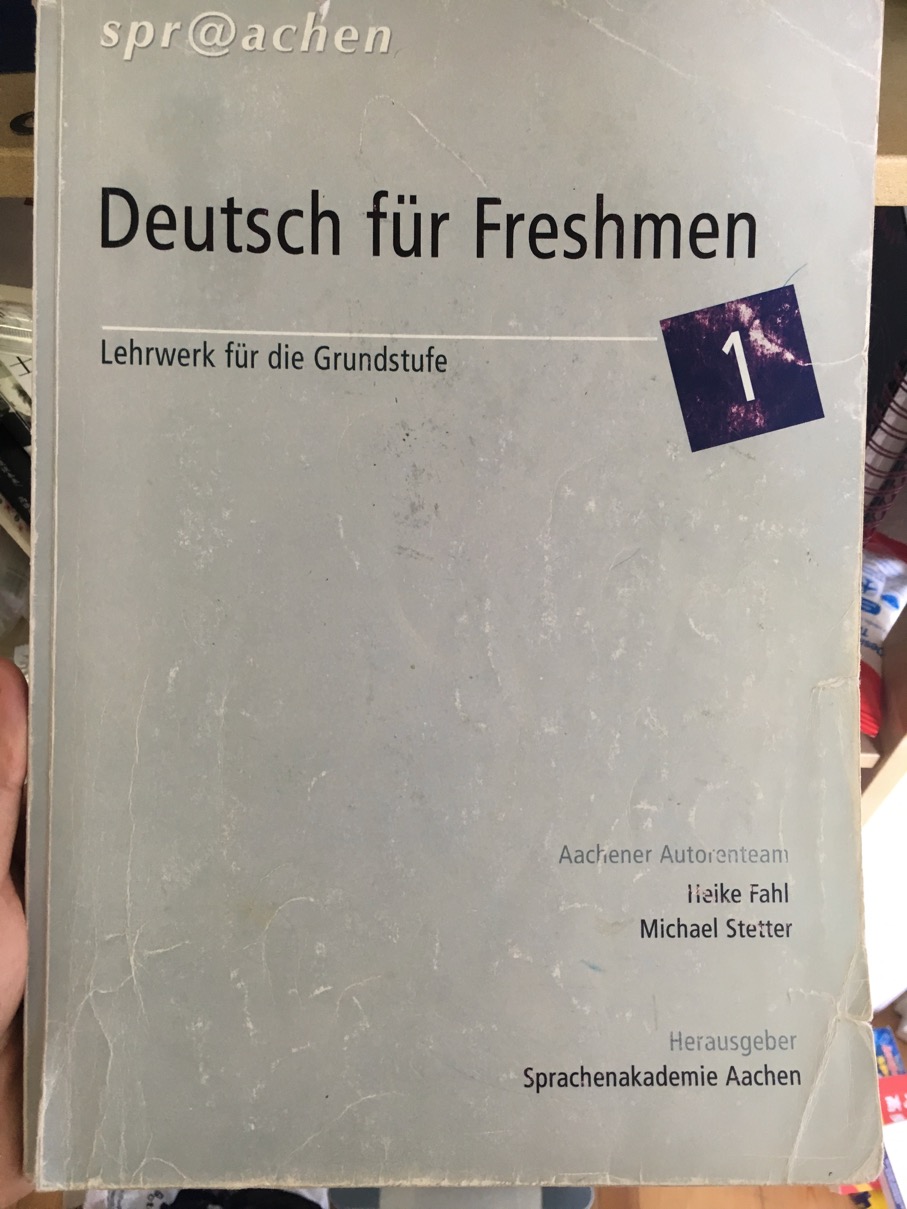 spr@achen
Deutsch für Freshmen
1
Lehrwerk für die Grundstufe
Aachener Autorenteam
Heike Fahl
Michael Stetter
Herausgeber
Sprachenakademie Aachen